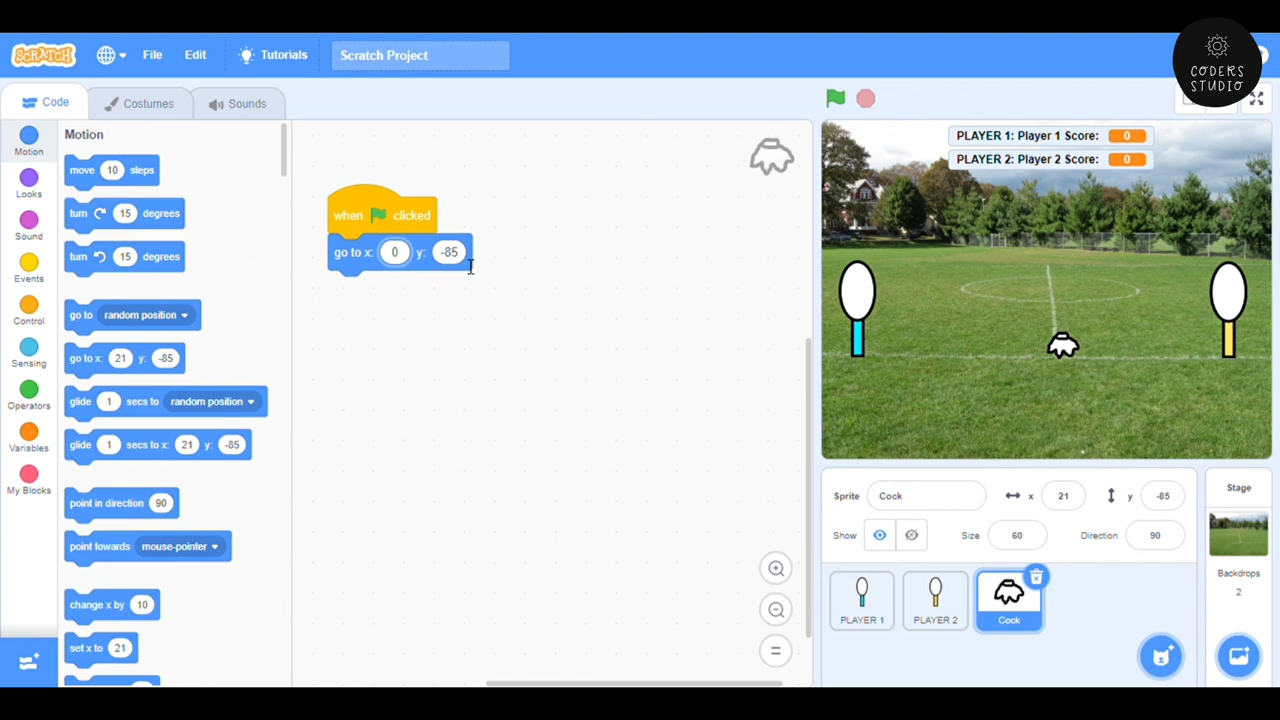 SCRATCH File Edit Tutorials Scratch Project
CODERS
STUDIO
Code Costumes Sounds
Motion
Looks
Sound
Events
Control
Sensing
Operators
Variables
My Blocks
Motion
move 10 steps
turn 15 degrees
turn 15 degrees
go to random position
go to x: 21 y: -85
glide 1 secs to random position
glide 1 secs to x: 21 y: -85
point in direction 90
point towards mouse-pointer
change x by 10
set x to 21
when clicked
go to x: 0 y: -85
PLAYER 1: Player 1 Score: 0
PLAYER 2: Player 2 Score: 0
Sprite Cock x 21 y -85
Show Size 60 Direction 90
PLAYER 1 PLAYER 2 Cock
Stage
Backdrops
2